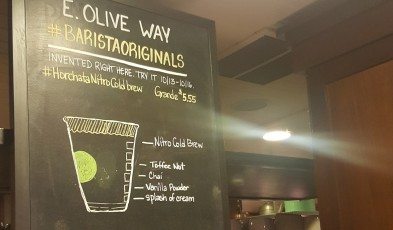 E. OLIVE WAY
#BARISTAORIGINALS
INVENTED RIGHT HERE. TRY IT 10/13-10/16.
#HorchataNitroColdbrew Grande $5.55
Nitro Cold Brew
Toffee Nut
Chai
Vanilla Powder
splash of cream